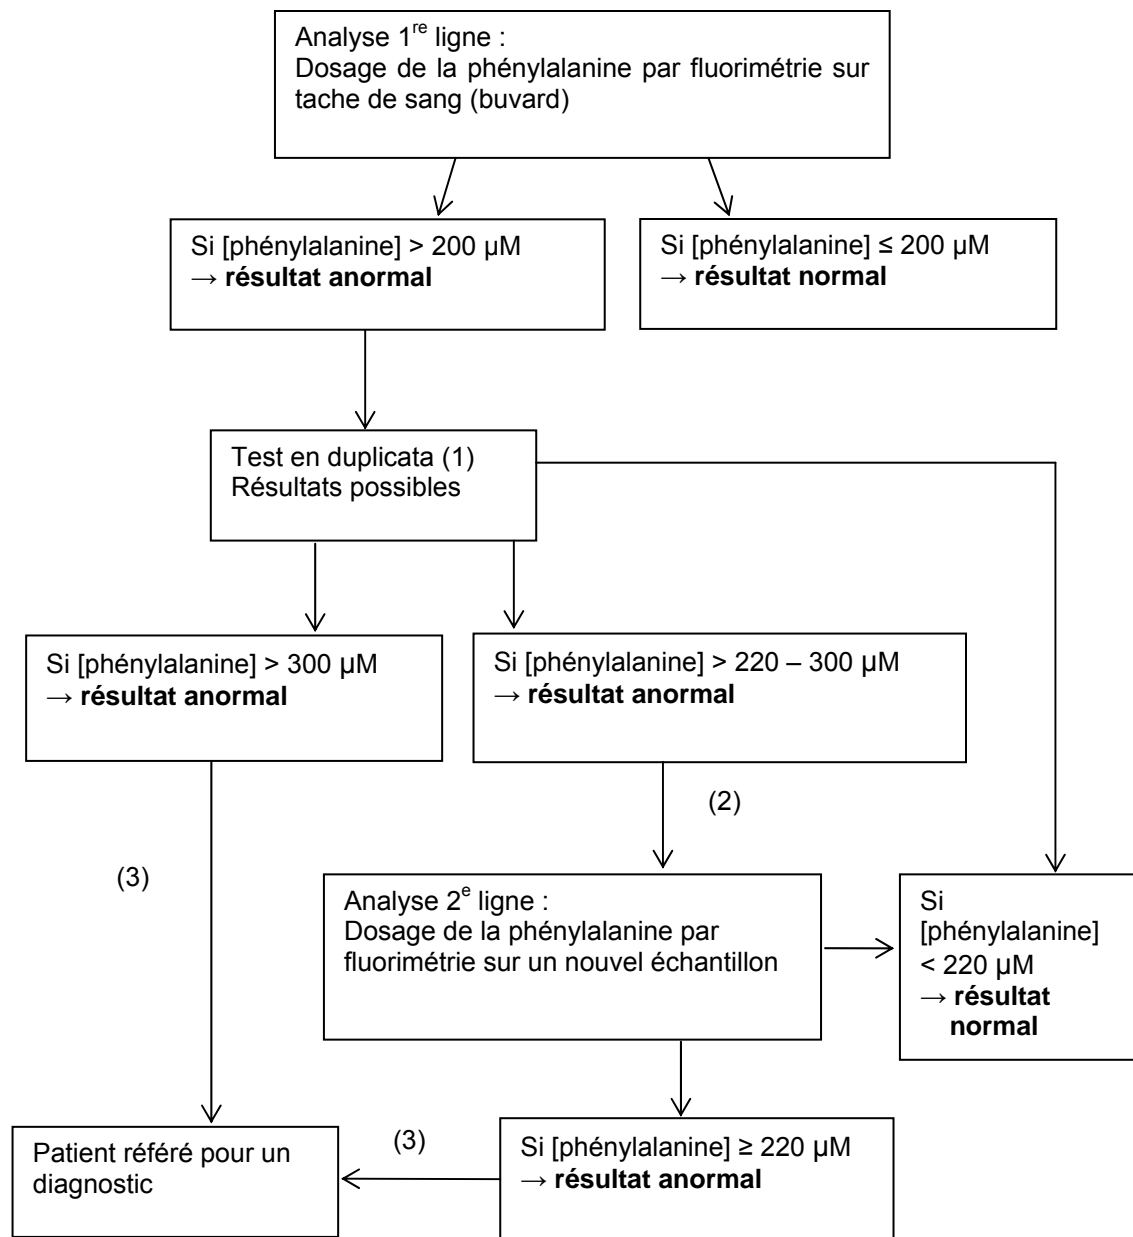 Analyse 1re ligne :
Dosage de la phénylalanine par fluorimétrie sur
tache de sang (buvard)
Si [phénylalanine] > 200 µM
→ résultat anormal
Si [phénylalanine] ≤ 200 µM
→ résultat normal
Test en duplicata (1)
Résultats possibles
Si [phénylalanine] > 300 µM
→ résultat anormal
Si [phénylalanine] > 220 – 300 µM
→ résultat anormal
(2)
(3)
Analyse 2e ligne :
Dosage de la phénylalanine par
fluorimétrie sur un nouvel échantillon
Si
[phénylalanine]
< 220 µM
→ résultat
normal
Patient référé pour un
diagnostic
(3)
Si [phénylalanine] ≥ 220 µM
→ résultat anormal